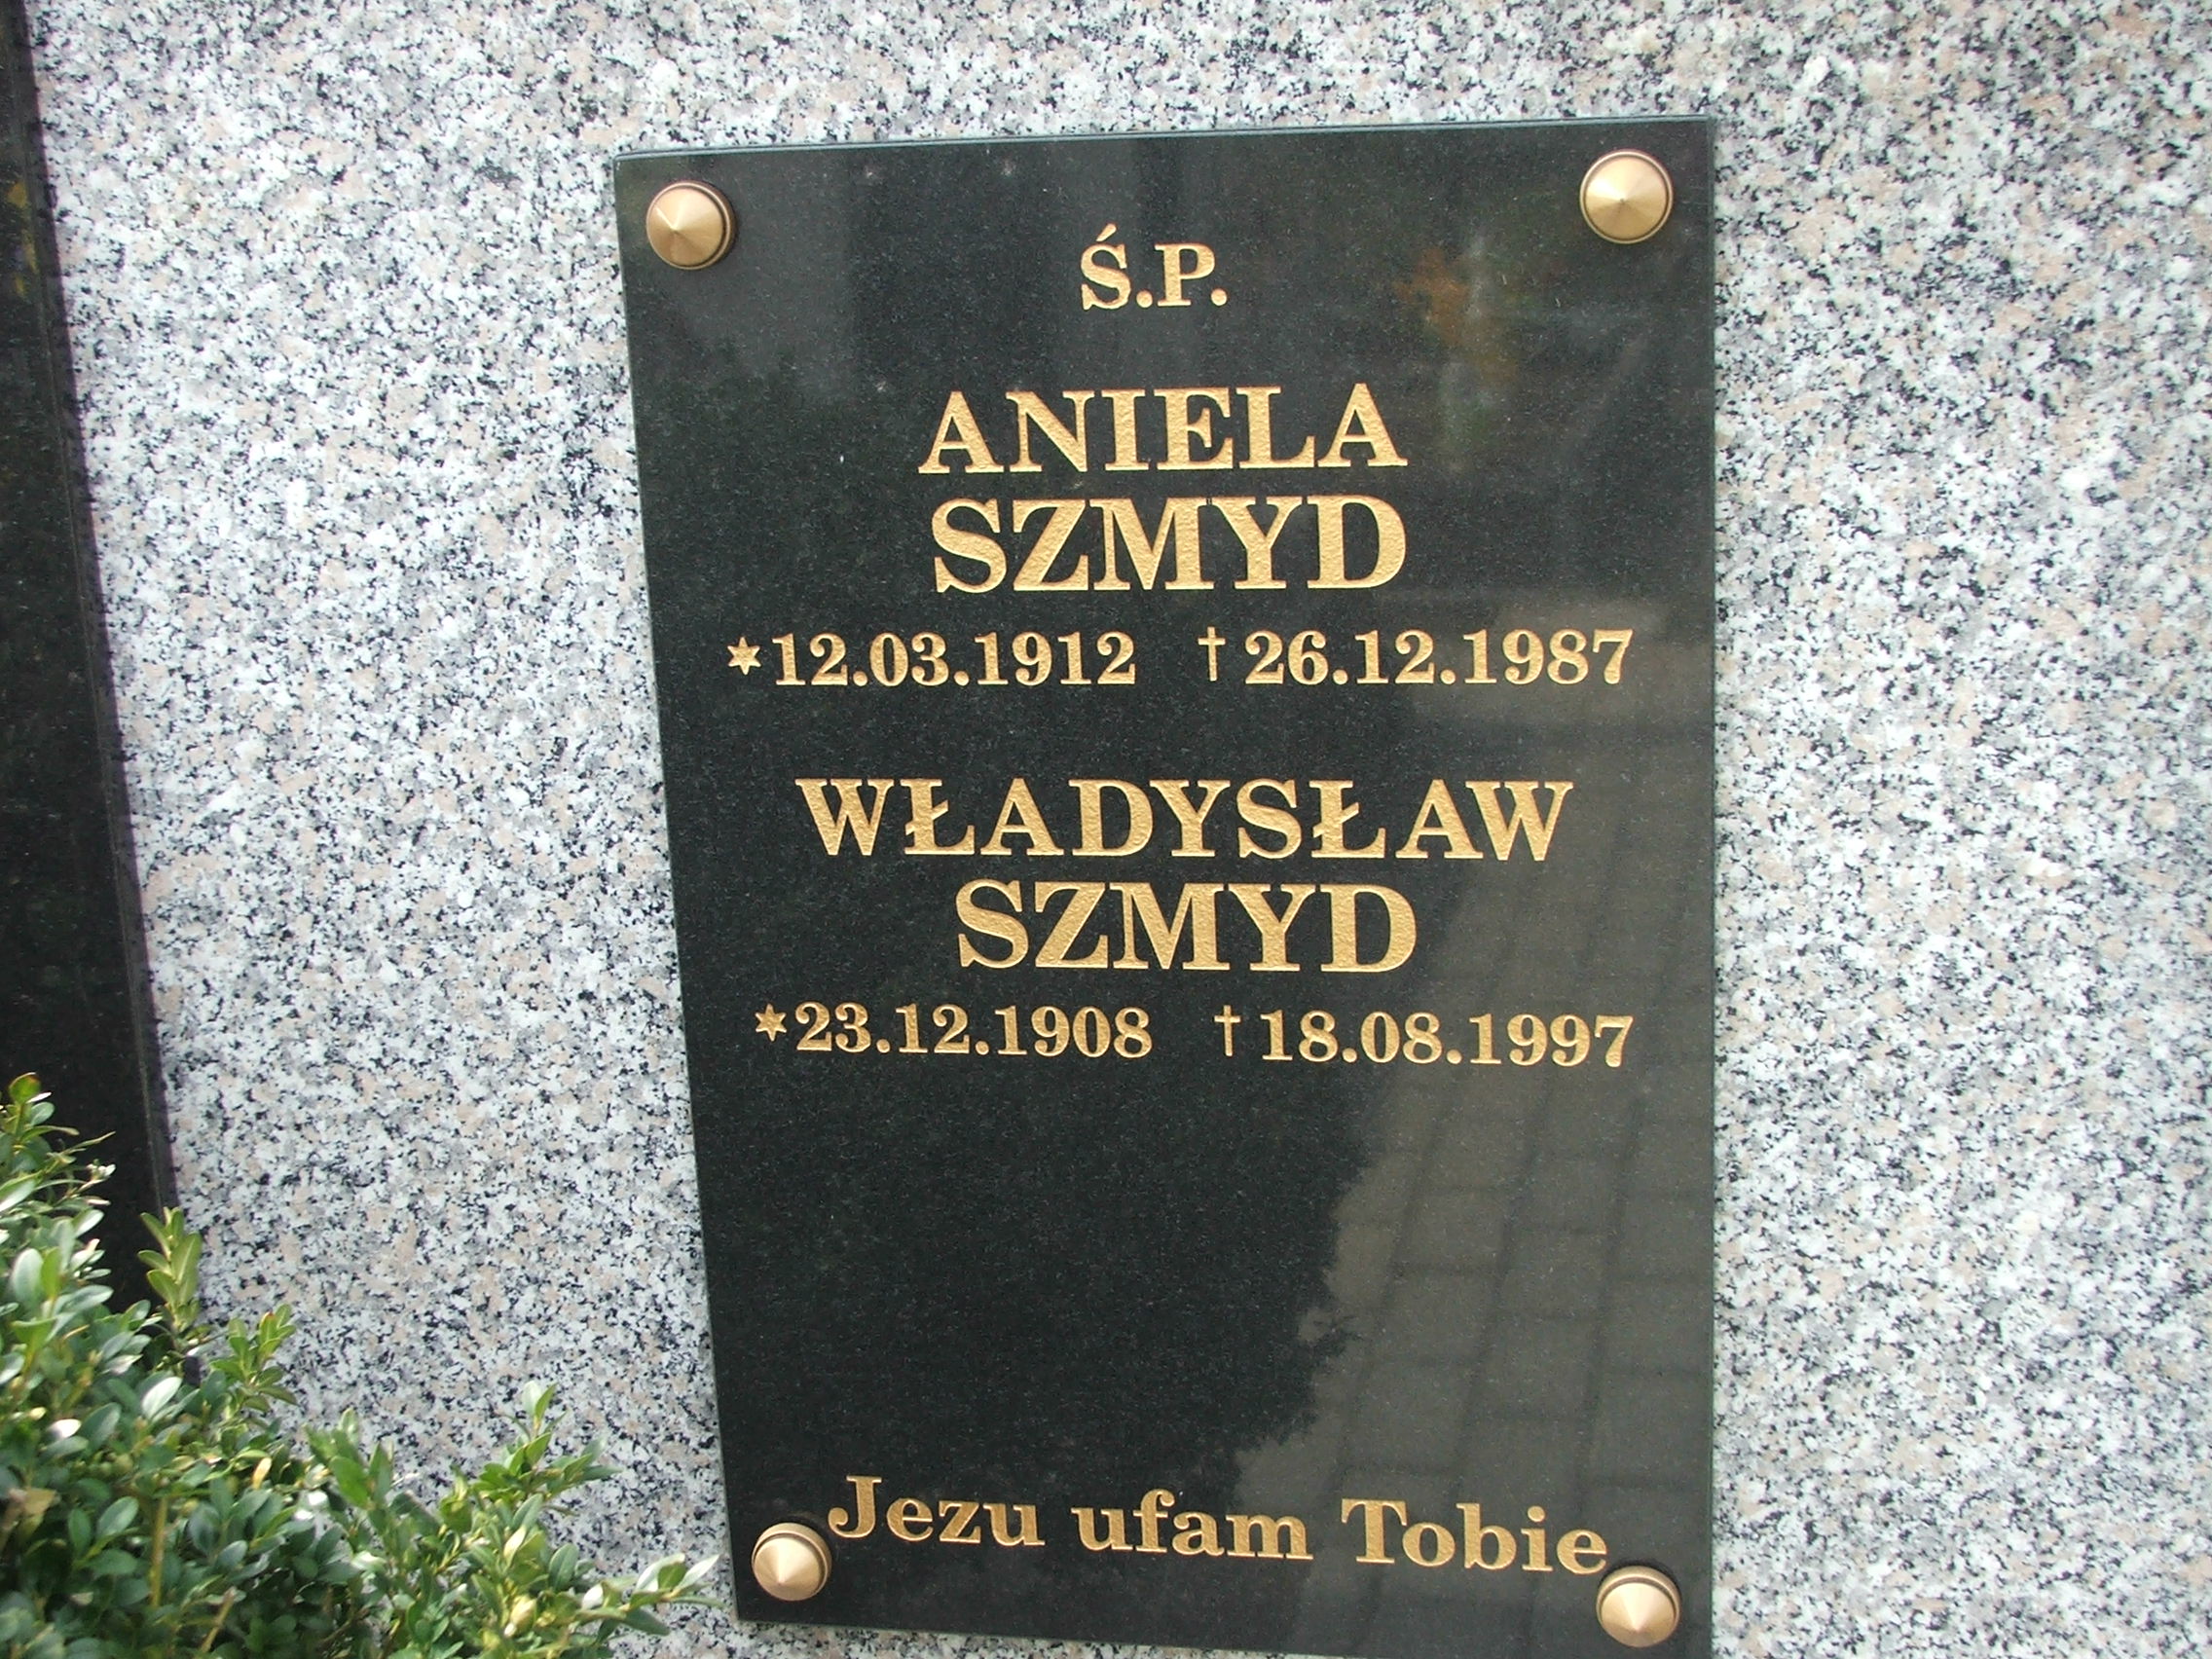 Ś.P.
ANIELA
SZMYD
✶12.03.1912 †26.12.1987
WŁADYSŁAW
SZMYD
✶23.12.1908 †18.08.1997
Jezu ufam Tobie